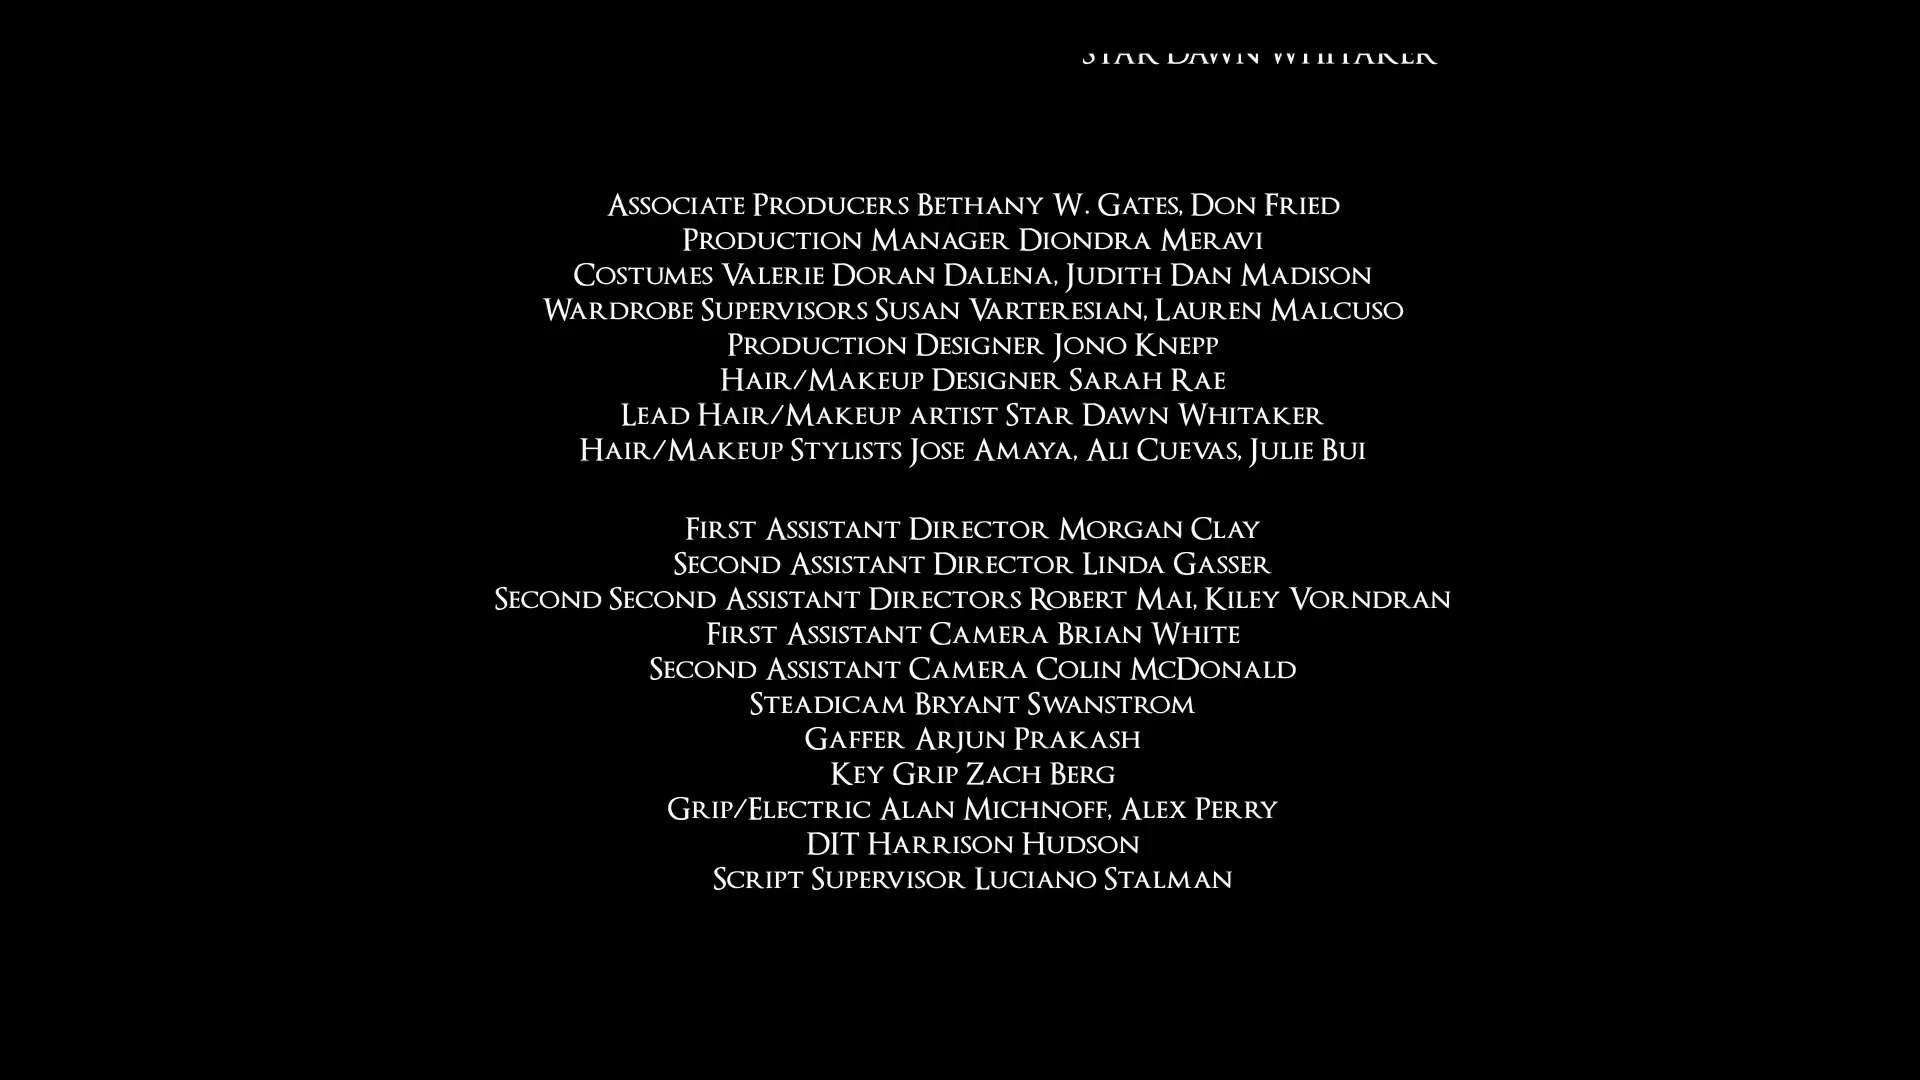 Star Dawn Whitaker
Associate Producers Bethany W. Gates, Don Fried
Production Manager Diondra Meravi
Costumes Valerie Doran Dalena, Judith Dan Madison
Wardrobe Supervisors Susan Varteresian, Lauren Malcuso
Production Designer Jono Knepp
Hair/Makeup Designer Sarah Rae
Lead Hair/Makeup artist Star Dawn Whitaker
Hair/Makeup Stylists Jose Amaya, Ali Cuevas, Julie Bui
First Assistant Director Morgan Clay
Second Assistant Director Linda Gasser
Second Second Assistant Directors Robert Mai, Kiley Vorndran
First Assistant Camera Brian White
Second Assistant Camera Colin McDonald
Steadicam Bryant Swanstrom
Gaffer Arjun Prakash
Key Grip Zach Berg
Grip/Electric Alan Michnoff, Alex Perry
DIT Harrison Hudson
Script Supervisor Luciano Stalman